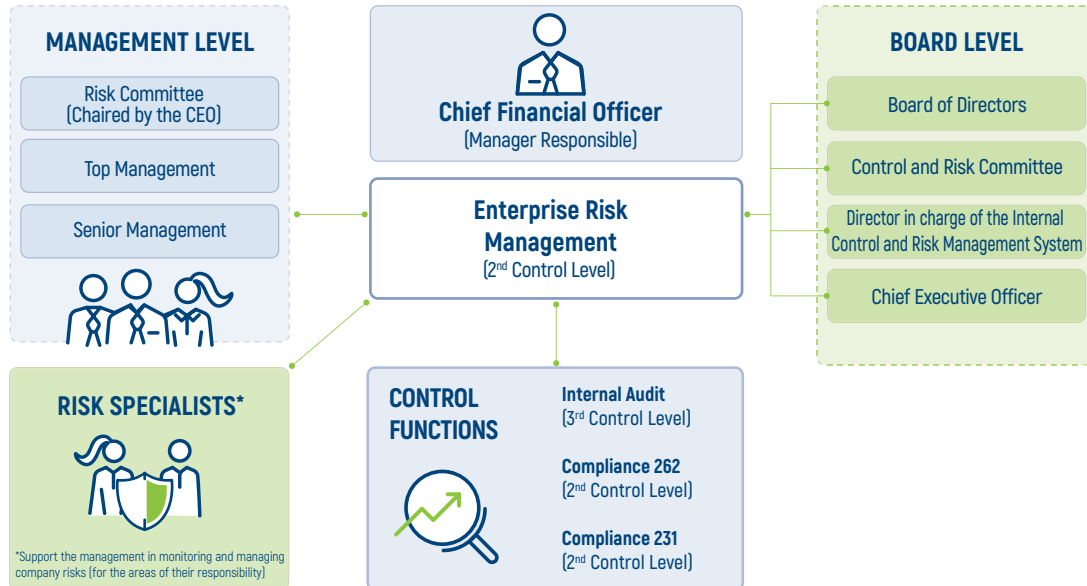 MANAGEMENT LEVEL
Risk Committee
(Chaired by the CEO)
Top Management
Senior Management
Chief Financial Officer
(Manager Responsible)
Enterprise Risk
Management
(2nd Control Level)
BOARD LEVEL
Board of Directors
Control and Risk Committee
Director in charge of the Internal
Control and Risk Management System
Chief Executive Officer
RISK SPECIALISTS*
*Support the management in monitoring and managing
company risks (for the areas of their responsibility)
CONTROL
FUNCTIONS
Internal Audit
(3rd Control Level)
Compliance 262
(2nd Control Level)
Compliance 231
(2nd Control Level)